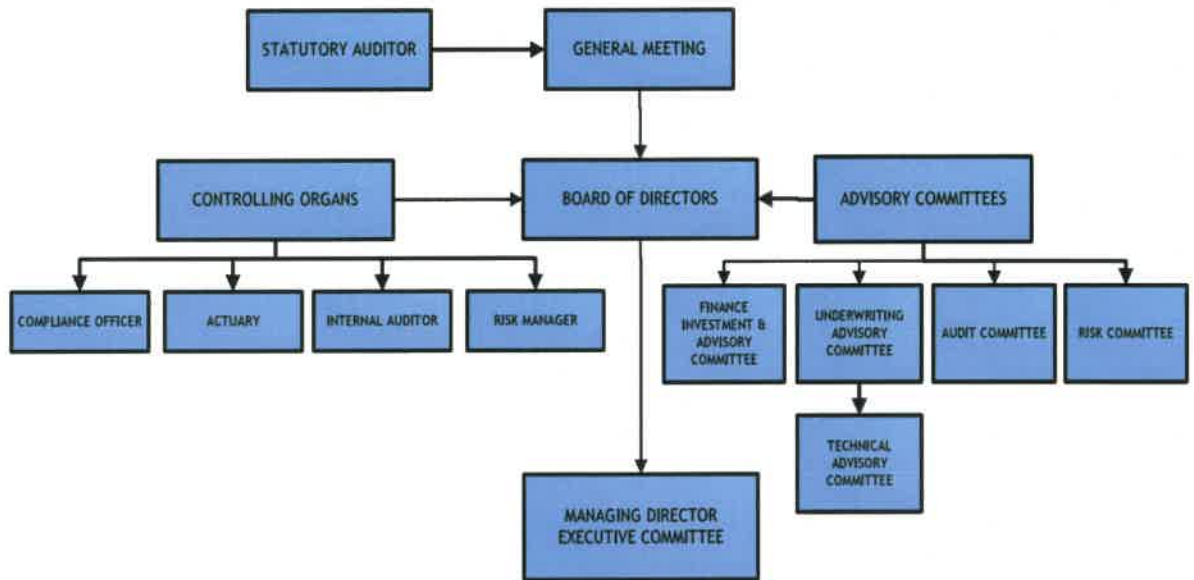 STATUTORY AUDITOR
GENERAL MEETING
CONTROLLING ORGANS
BOARD OF DIRECTORS
ADVISORY COMMITTEES
COMPLIANCE OFFICER
ACTUARY
INTERNAL AUDITOR
RISK MANAGER
FINANCE
INVESTMENT &
ADVISORY
COMMITTEE
UNDERWRITING
ADVISORY
COMMITTEE
AUDIT COMMITTEE
RISK COMMITTEE
TECHNICAL
ADVISORY
COMMITTEE
MANAGING DIRECTOR
EXECUTIVE COMMITTEE